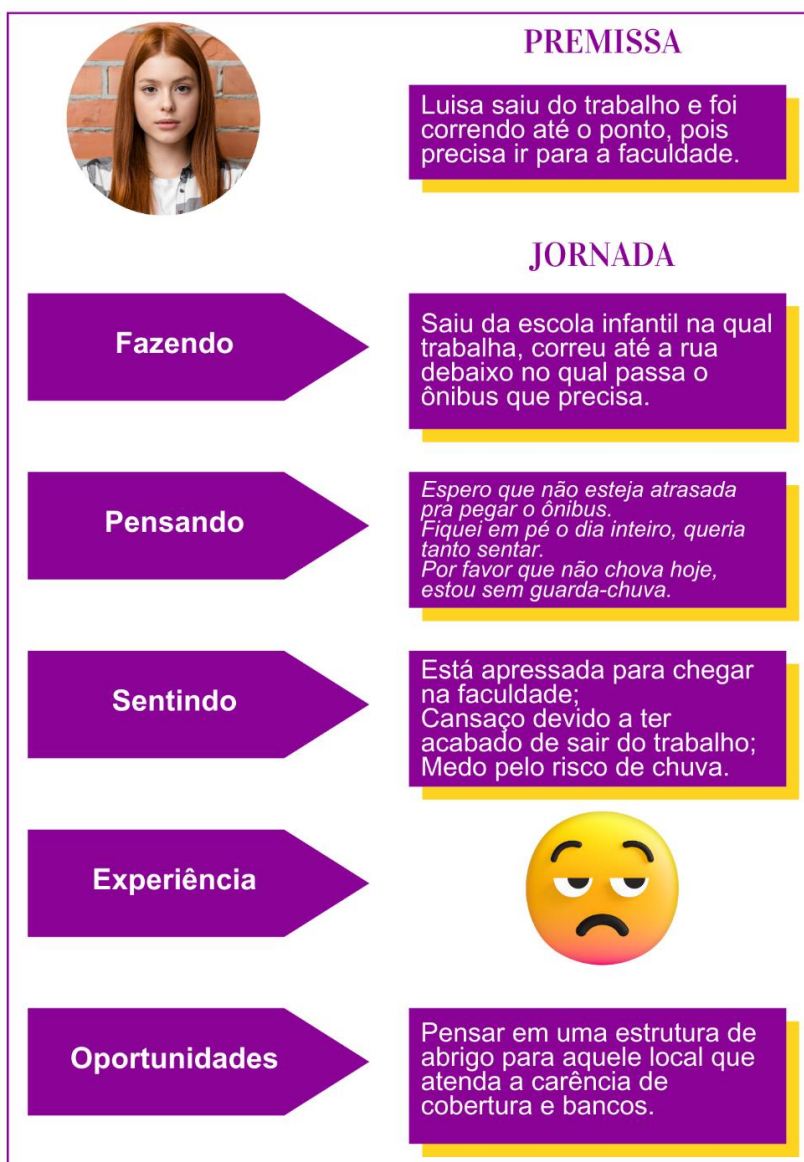 PREMISSA
Luisa saiu do trabalho e foi
correndo até o ponto, pois
precisa ir para a faculdade.
JORNADA
Fazendo
Saiu da escola infantil na qual
trabalha, correu até a rua
debaixo no qual passa o
ônibus que precisa.
Pensando
Espero que não esteja atrasada
pra pegar o ônibus.
Fiquei em pé o dia inteiro, queria
tanto sentar.
Por favor que não chova hoje,
estou sem guarda-chuva.
Sentindo
Está apressada para chegar
na faculdade;
Cansaço devido a ter
acabado de sair do trabalho;
Medo pelo risco de chuva.
Experiência
Oportunidades
Pensar em uma estrutura de
abrigo para aquele local que
atenda a carência de
cobertura e bancos.